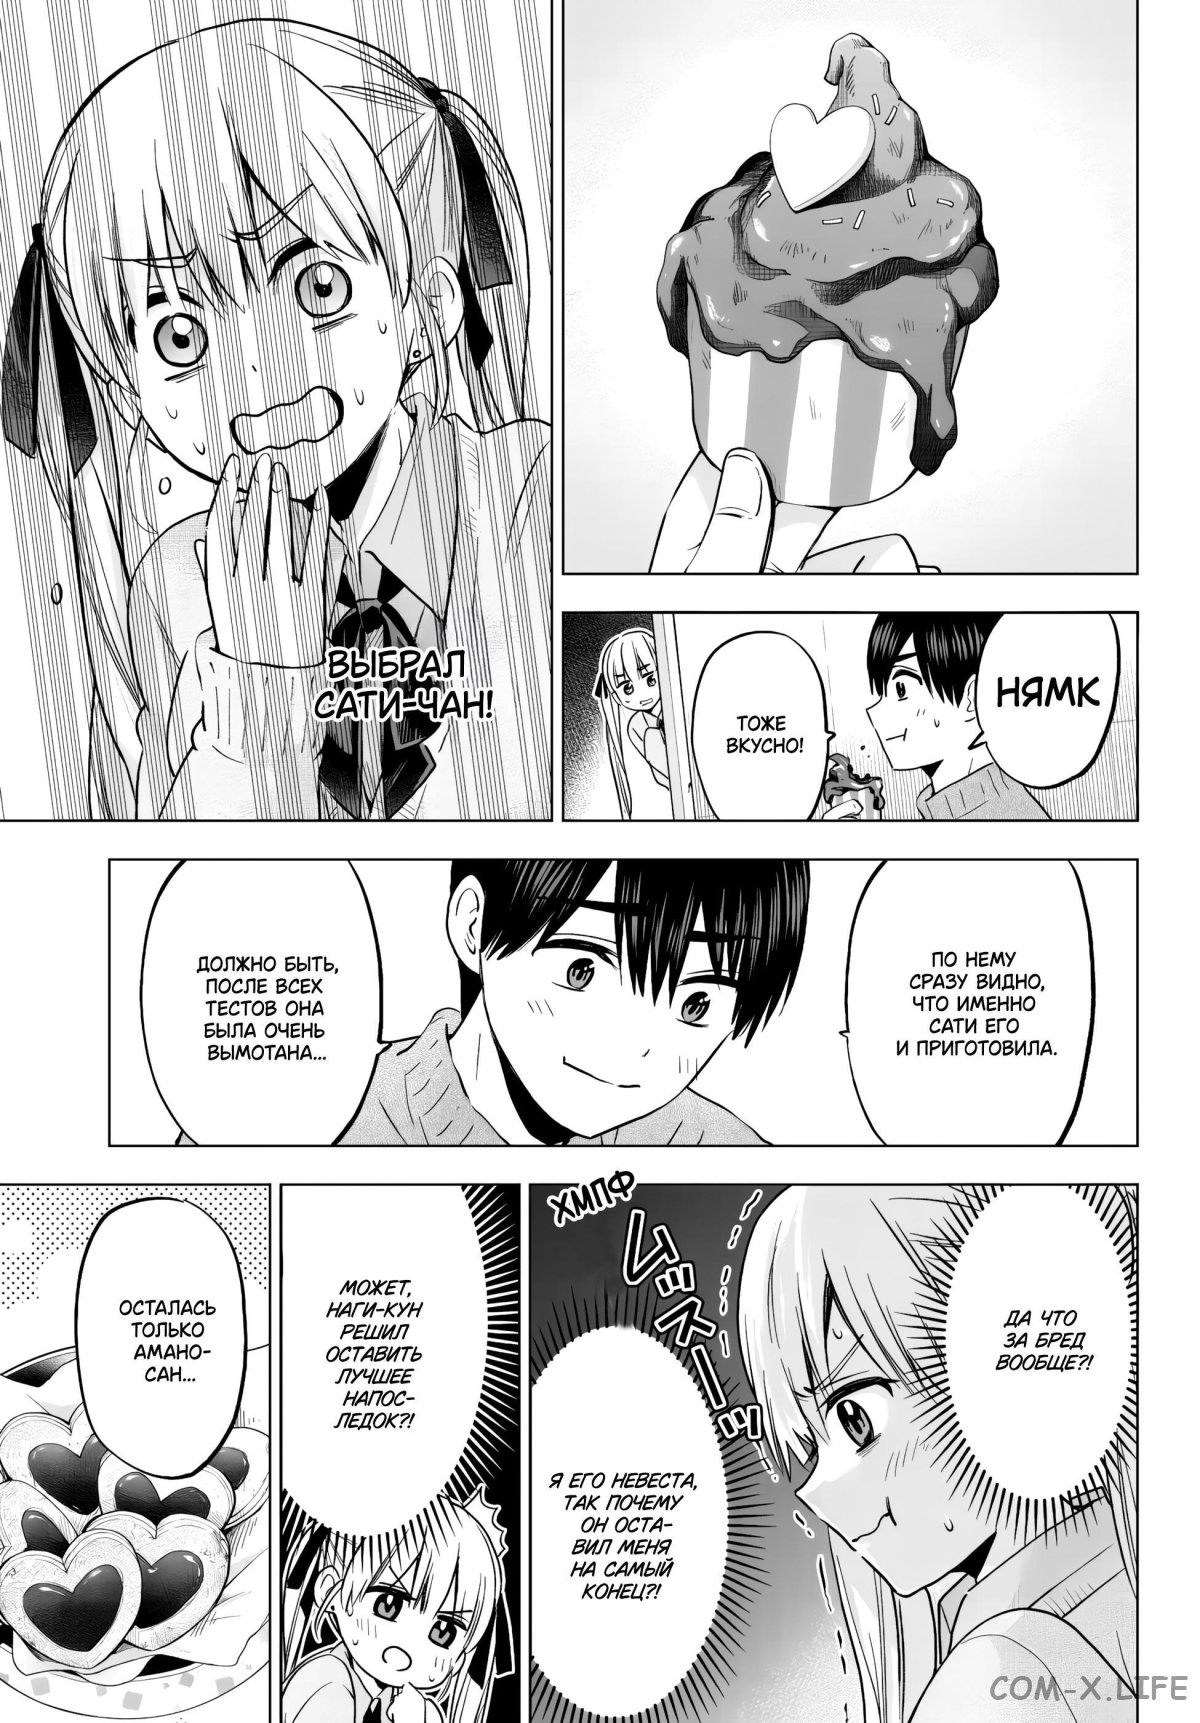 ВЫБРАЛ
САТИ-ЧАН!
НЯМК
ТОЖЕ
ВКУСНО!
ПО НЕМУ
СРАЗУ ВИДНО,
ЧТО ИМЕННО
САТИ ЕГО
И ПРИГОТОВИЛА.
ДОЛЖНО БЫТЬ,
ПОСЛЕ ВСЕХ
ТЕСТОВ ОНА
БЫЛА ОЧЕНЬ
ВЫМОТАНА...
ДА ЧТО
ЗА БРЕД
ВООБЩЕ?!
ХМПФ
ムッスーッ
Я ЕГО НЕВЕСТА,
ТАК ПОЧЕМУ
ОН ОСТА-
ВИЛ МЕНЯ
НА САМЫЙ
КОНЕЦ?!
МОЖЕТ,
НАГИ-КУН
РЕШИЛ
ОСТАВИТЬ
ЛУЧШЕЕ
НАПОС-
ЛЕДОК?!
ОСТАЛАСЬ
ТОЛЬКО
АМАНО-
САН...
COM-X.LIFE